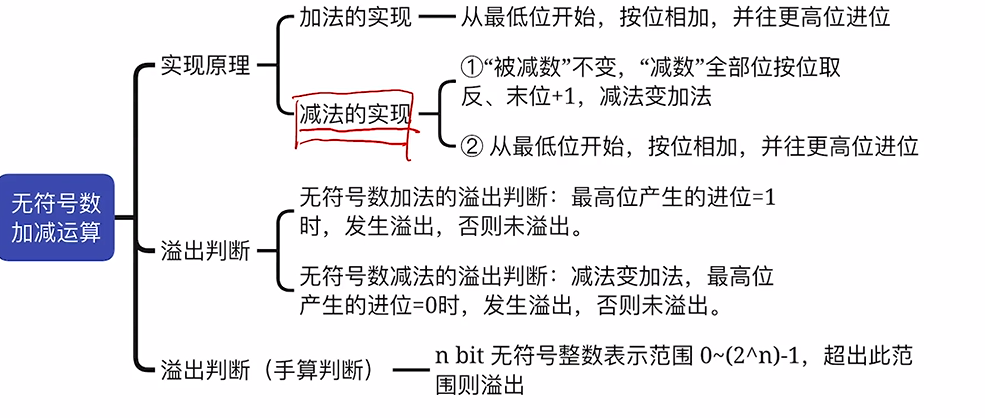 无符号数
加减运算
实现原理
加法的实现
从最低位开始，按位相加，并往更高位进位
减法的实现
①“被减数”不变，“减数”全部位按位取
反、末位+1，减法变加法
② 从最低位开始，按位相加，并往更高位进位
溢出判断
无符号数加法的溢出判断：最高位产生的进位=1
时，发生溢出，否则未溢出。
无符号数减法的溢出判断：减法变加法，最高位
产生的进位=0时，发生溢出，否则未溢出。
溢出判断（手算判断）
n bit 无符号整数表示范围 0~(2^n)-1，超出此范
围则溢出